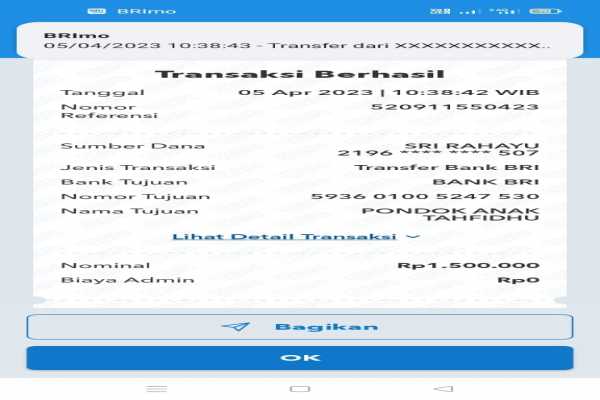 BRImo
BRImo
05/04/2023 10:38:43 - Transfer dari XXXXXXXXXXX..
Transaksi Berhasil
Tanggal 05 Apr 2023 | 10:38:42 WIB
Nomor Referensi 520911550423
Sumber Dana SRI RAHAYU
2196 **** **** 507
Jenis Transaksi Transfer Bank BRI
Bank Tujuan BANK BRI
Nomor Tujuan 5936 0100 5247 530
Nama Tujuan PONDOK ANAK
TAHFIDHU
Lihat Detail Transaksi
Nominal Rp1.500.000
Biaya Admin Rp0
Bagikan
OK